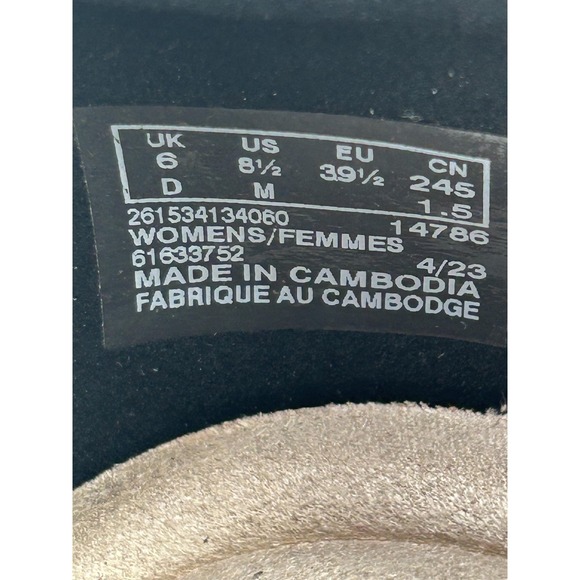 UK US EU CN
6 8½ 39½ 245
D M 1.5
261534134060 14786
WOMENS/FEMMES
61633752 4/23
MADE IN CAMBODIA
FABRIQUE AU CAMBODGE